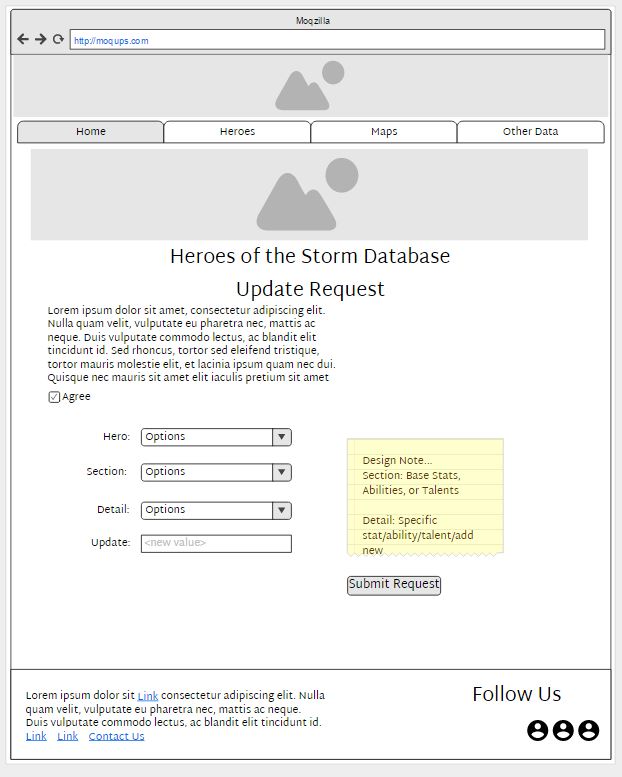 Moqzilla
http://moqups.com
Home Heroes Maps Other Data
Heroes of the Storm Database
Update Request
Lorem ipsum dolor sit amet, consectetur adipiscing elit.
Nulla quam velit, vulputate eu pharetra nec, mattis ac
neque. Duis vulputate commodo lectus, ac blandit elit
tincidunt id. Sed rhoncus, tortor sed eleifend tristique,
tortor mauris molestie elit, et lacinia ipsum quam nec dui.
Quisque nec mauris sit amet elit iaculis pretium sit amet
Agree
Hero: Options
Section: Options
Detail: Options
Update: <new value>
Design Note...
Section: Base Stats,
Abilities, or Talents
Detail: Specific
stat/ability/talent/add
new
Submit Request
Lorem ipsum dolor sit Link consectetur adipiscing elit. Nulla
quam velit, vulputate eu pharetra nec, mattis ac neque.
Duis vulputate commodo lectus, ac blandit elit tincidunt id.
Link Link Contact Us
Follow Us